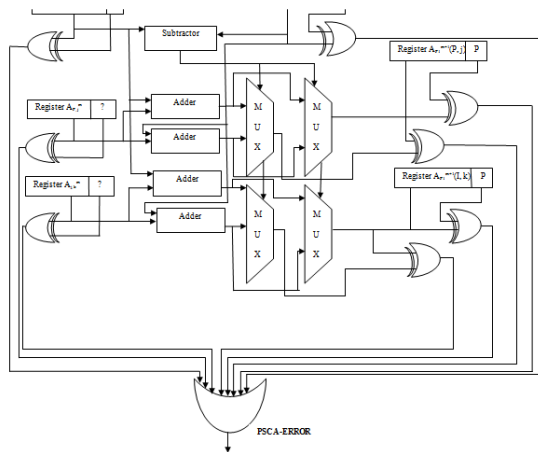 Subtractor
Register A ?
Adder
Adder
Register A ?
Adder
Adder
M U X
M U X
M U X
M U X
Register A (P, j) P
Register A (I, k) P
PSCA-ERROR